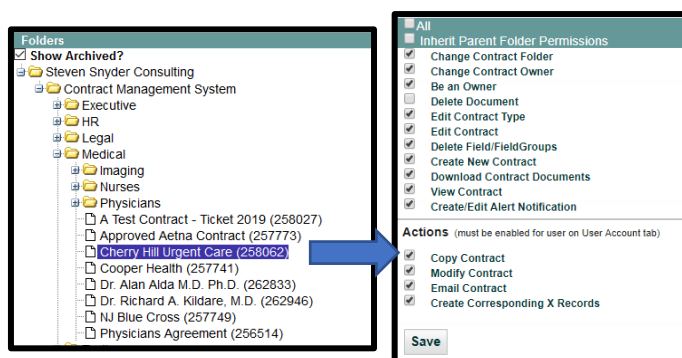 Folders
Show Archived?
Steven Snyder Consulting
Contract Management System
Executive
HR
Legal
Medical
Imaging
Nurses
Physicians
A Test Contract - Ticket 2019 (258027)
Approved Aetna Contract (257773)
Cherry Hill Urgent Care (258062)
Cooper Health (257741)
Dr. Alan Alda M.D. Ph.D. (262833)
Dr. Richard A. Kildare, M.D. (262946)
NJ Blue Cross (257749)
Physicians Agreement (256514)
All
Inherit Parent Folder Permissions
Change Contract Folder
Change Contract Owner
Be an Owner
Delete Document
Edit Contract Type
Edit Contract
Delete Field/FieldGroups
Create New Contract
Download Contract Documents
View Contract
Create/Edit Alert Notification
Actions (must be enabled for user on User Account tab)
Copy Contract
Modify Contract
Email Contract
Create Corresponding X Records
Save